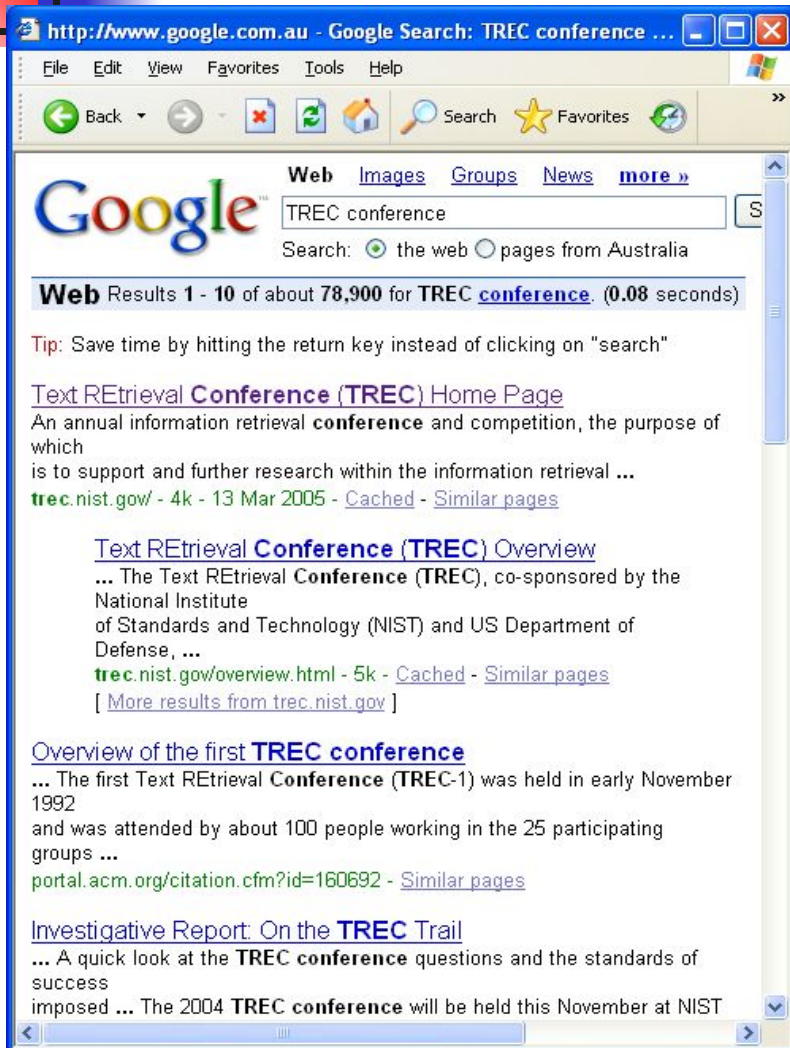 http://www.google.com.au - Google Search: TREC conference ...
File Edit View Favorites Tools Help
Back Search Favorites »
Web Images Groups News more »
Google™
TREC conference S
Search: the web pages from Australia
Web Results 1 - 10 of about 78,900 for TREC conference. (0.08 seconds)
Tip: Save time by hitting the return key instead of clicking on "search"
Text REtrieval Conference (TREC) Home Page
An annual information retrieval conference and competition, the purpose of
which
is to support and further research within the information retrieval ...
trec.nist.gov/ - 4k - 13 Mar 2005 - Cached - Similar pages
Text REtrieval Conference (TREC) Overview
... The Text REtrieval Conference (TREC), co-sponsored by the
National Institute
of Standards and Technology (NIST) and US Department of
Defense, ...
trec.nist.gov/overview.html - 5k - Cached - Similar pages
[ More results from trec.nist.gov ]
Overview of the first TREC conference
... The first Text REtrieval Conference (TREC-1) was held in early November
1992
and was attended by about 100 people working in the 25 participating
groups ...
portal.acm.org/citation.cfm?id=160692 - Similar pages
Investigative Report: On the TREC Trail
... A quick look at the TREC conference questions and the standards of
success
imposed ... The 2004 TREC conference will be held this November at NIST